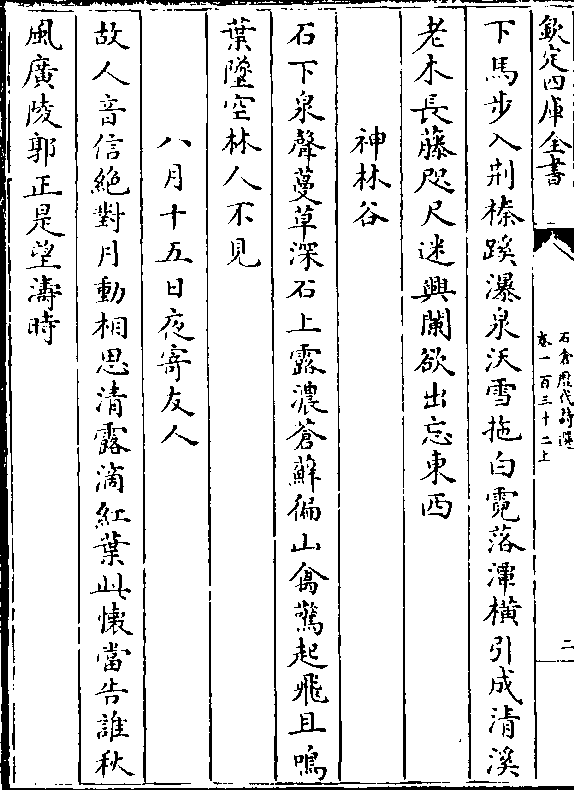 欽定四庫全書
石倉歷代詩選
卷一百三十二上
二
下馬步入荆榛蹊瀑泉沃雪拖白霓落潭橫引成清溪
老木長藤咫尺迷興闌欲出忘東西
神林谷
石下泉聲蔓草深石上露濃蒼蘚徧山禽驚起飛且鳴
葉墜空林人不見
八月十五日夜寄友人
故人音信絶對月動相思清露滴紅葉此懷當告誰秋
風廣陵郭正是望濤時